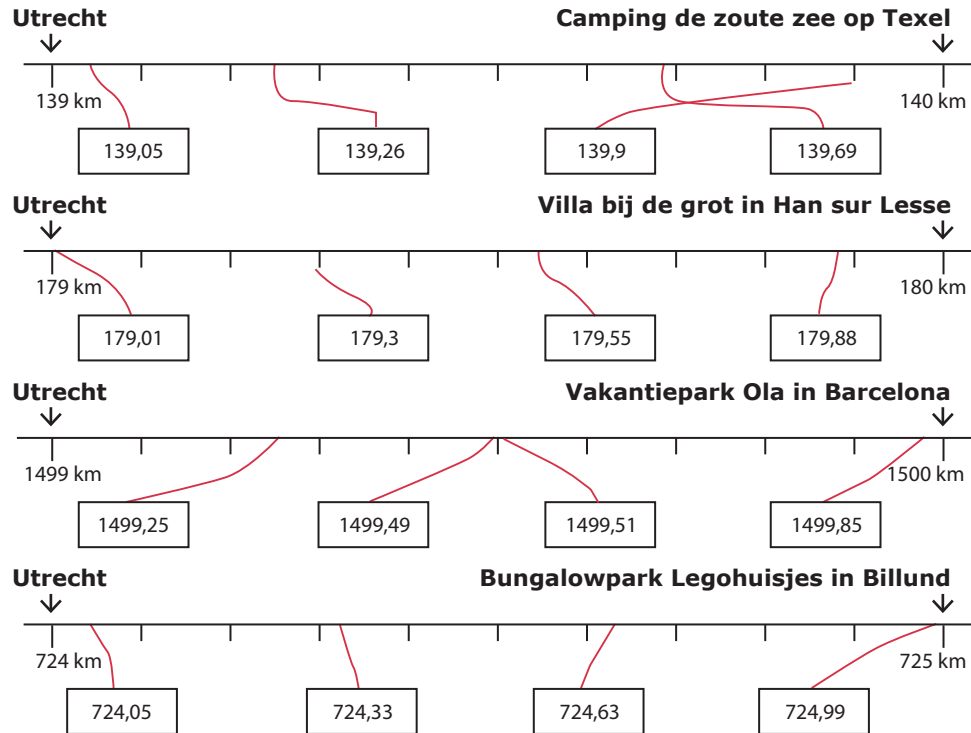 Utrecht Camping de zoute zee op Texel
139 km 140 km
139,05 139,26 139,9 139,69
Utrecht Villa bij de grot in Han sur Lesse
179 km 180 km
179,01 179,3 179,55 179,88
Utrecht Vakantiepark Ola in Barcelona
1499 km 1500 km
1499,25 1499,49 1499,51 1499,85
Utrecht Bungalowpark Legohuisjes in Billund
724 km 725 km
724,05 724,33 724,63 724,99